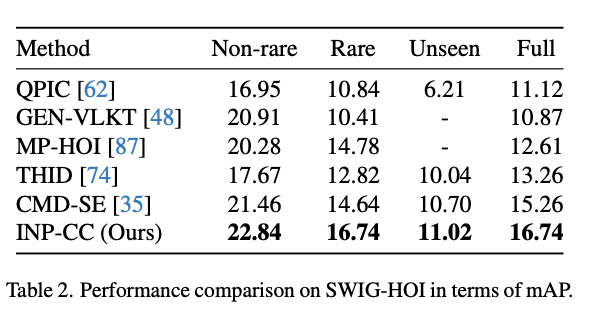 Method Non-rare Rare Unseen Full
QPIC [62] 16.95 10.84 6.21 11.12
GEN-VLKT [48] 20.91 10.41 - 10.87
MP-HOI [87] 20.28 14.78 - 12.61
THID [74] 17.67 12.82 10.04 13.26
CMD-SE [35] 21.46 14.64 10.70 15.26
INP-CC (Ours) 22.84 16.74 11.02 16.74
Table 2. Performance comparison on SWIG-HOI in terms of mAP.